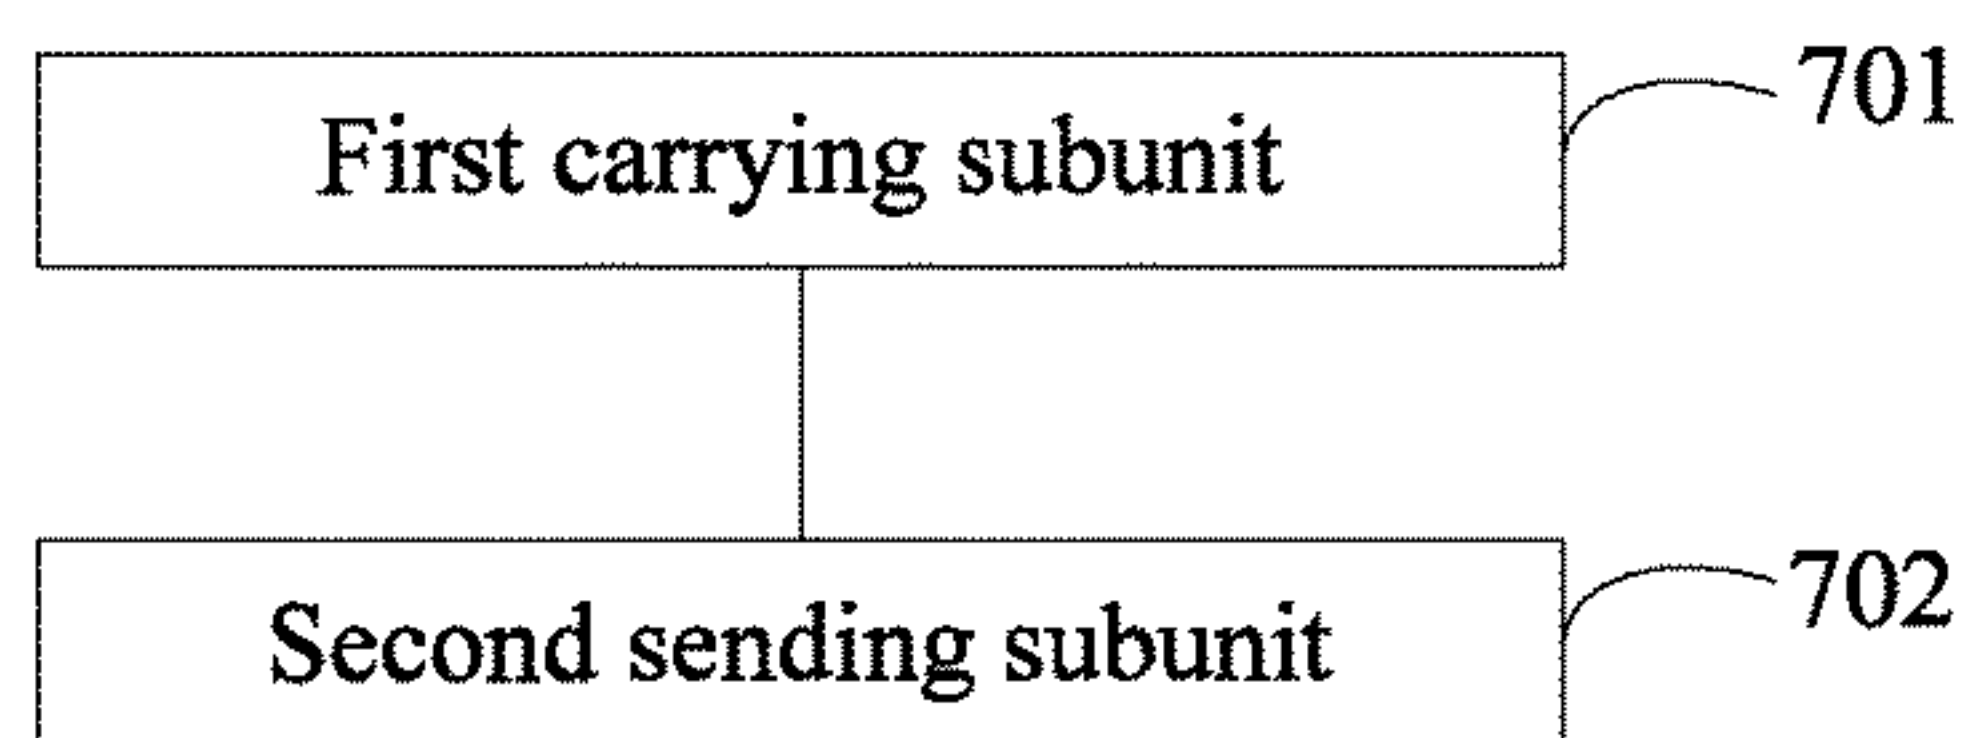 First carrying subunit
701
Second sending subunit
702